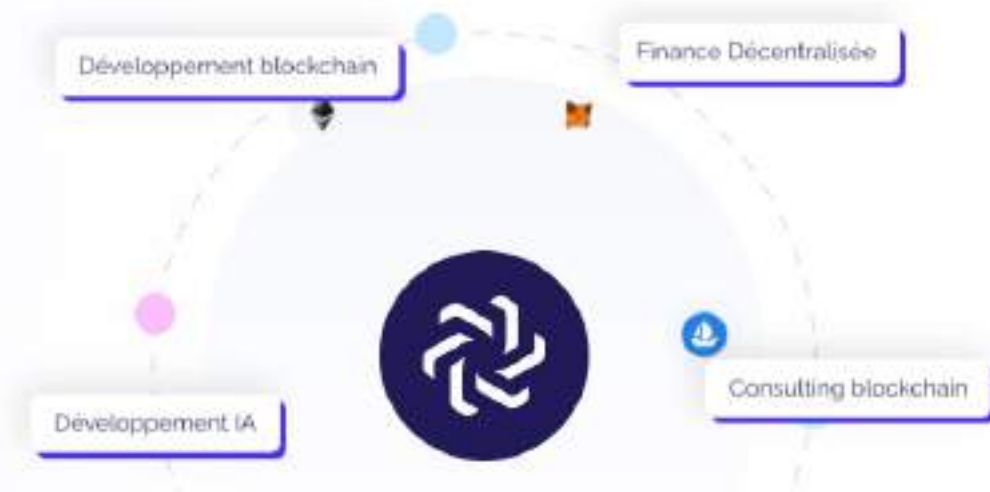 Développement blockchain
Finance Décentralisée
Consulting blockchain
Développement IA